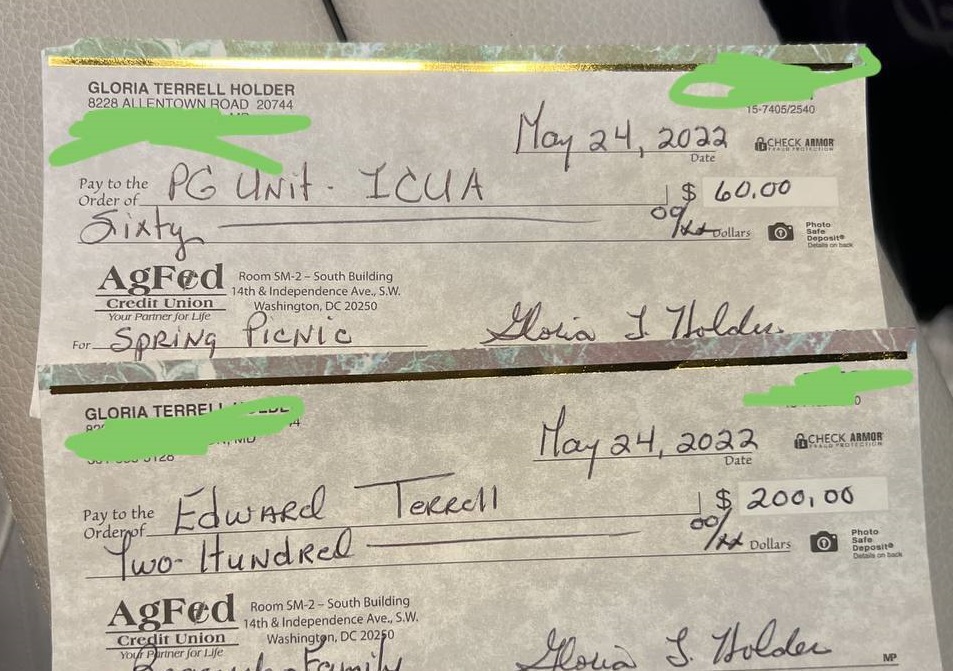 GLORIA TERRELL HOLDER
8228 ALLENTOWN ROAD 20744
15-7405/2540
May 24, 2022
Date
CHECK ARMOR
FRAUD PROTECTION
Pay to the
Order of
PG Unit - ICUA
$ 60.00
Sixty
00/xx Dollars
Photo
Safe
Deposit®
Details on back
AgFed
Credit Union
Your Partner for Life
Room SM-2 – South Building
14th & Independence Ave., S.W.
Washington, DC 20250
For Spring Picnic
Gloria T. Holder
GLORIA TERRELL
May 24, 2022
Date
CHECK ARMOR
FRAUD PROTECTION
Pay to the
Order of
Edward Terrell
$ 200.00
Two-Hundred
00/xx Dollars
Photo
Safe
Deposit®
Details on back
AgFed
Credit Union
Your Partner for Life
Room SM-2 – South Building
14th & Independence Ave., S.W.
Washington, DC 20250
Family
Gloria T. Holder
MP